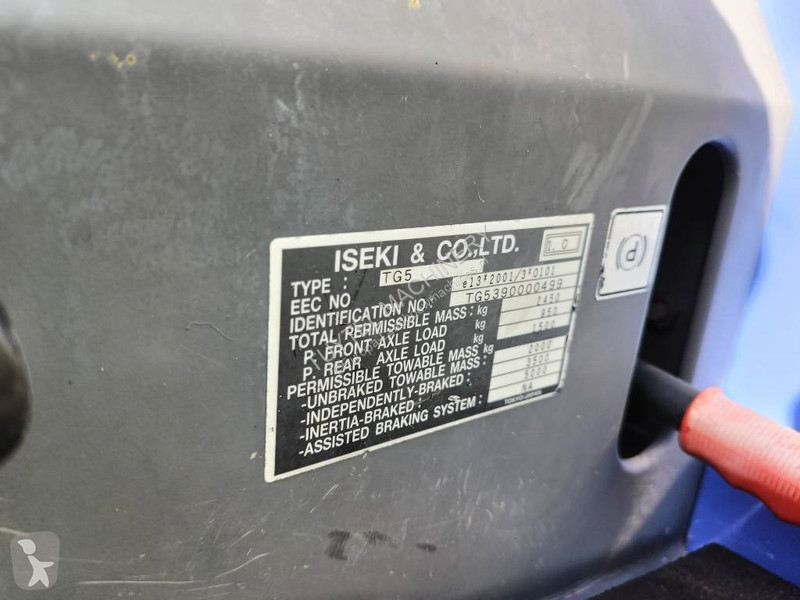 ISEKI & CO.,LTD. 1.0
TYPE : TG5
EEC NO e13*2001/3*0101
IDENTIFICATION NO. TG5390000499
TOTAL PERMISSIBLE MASS : kg 2450
P. FRONT AXLE LOAD kg 950
P. REAR AXLE LOAD kg 1500
PERMISSIBLE TOWABLE MASS kg
-UNBRAKED TOWABLE MASS : 2000
-INDEPENDENTLY-BRAKED : 3500
-INERTIA-BRAKED : 5000
-ASSISTED BRAKING SYSTEM : NA
TOKYO JAPAN
(P)